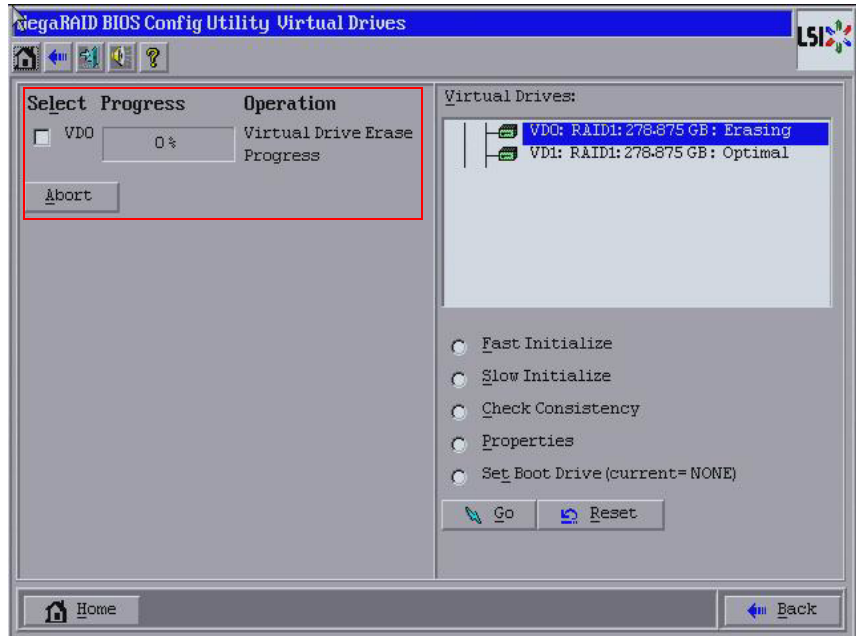 MegaRAID BIOS Config Utility Virtual Drives
LSI
Select Progress Operation
VD0 0% Virtual Drive Erase
Progress
Abort
Virtual Drives:
VD0: RAID1: 278.875 GB: Erasing
VD1: RAID1: 278.875 GB: Optimal
Fast Initialize
Slow Initialize
Check Consistency
Properties
Set Boot Drive (current= NONE)
Go Reset
Home
Back